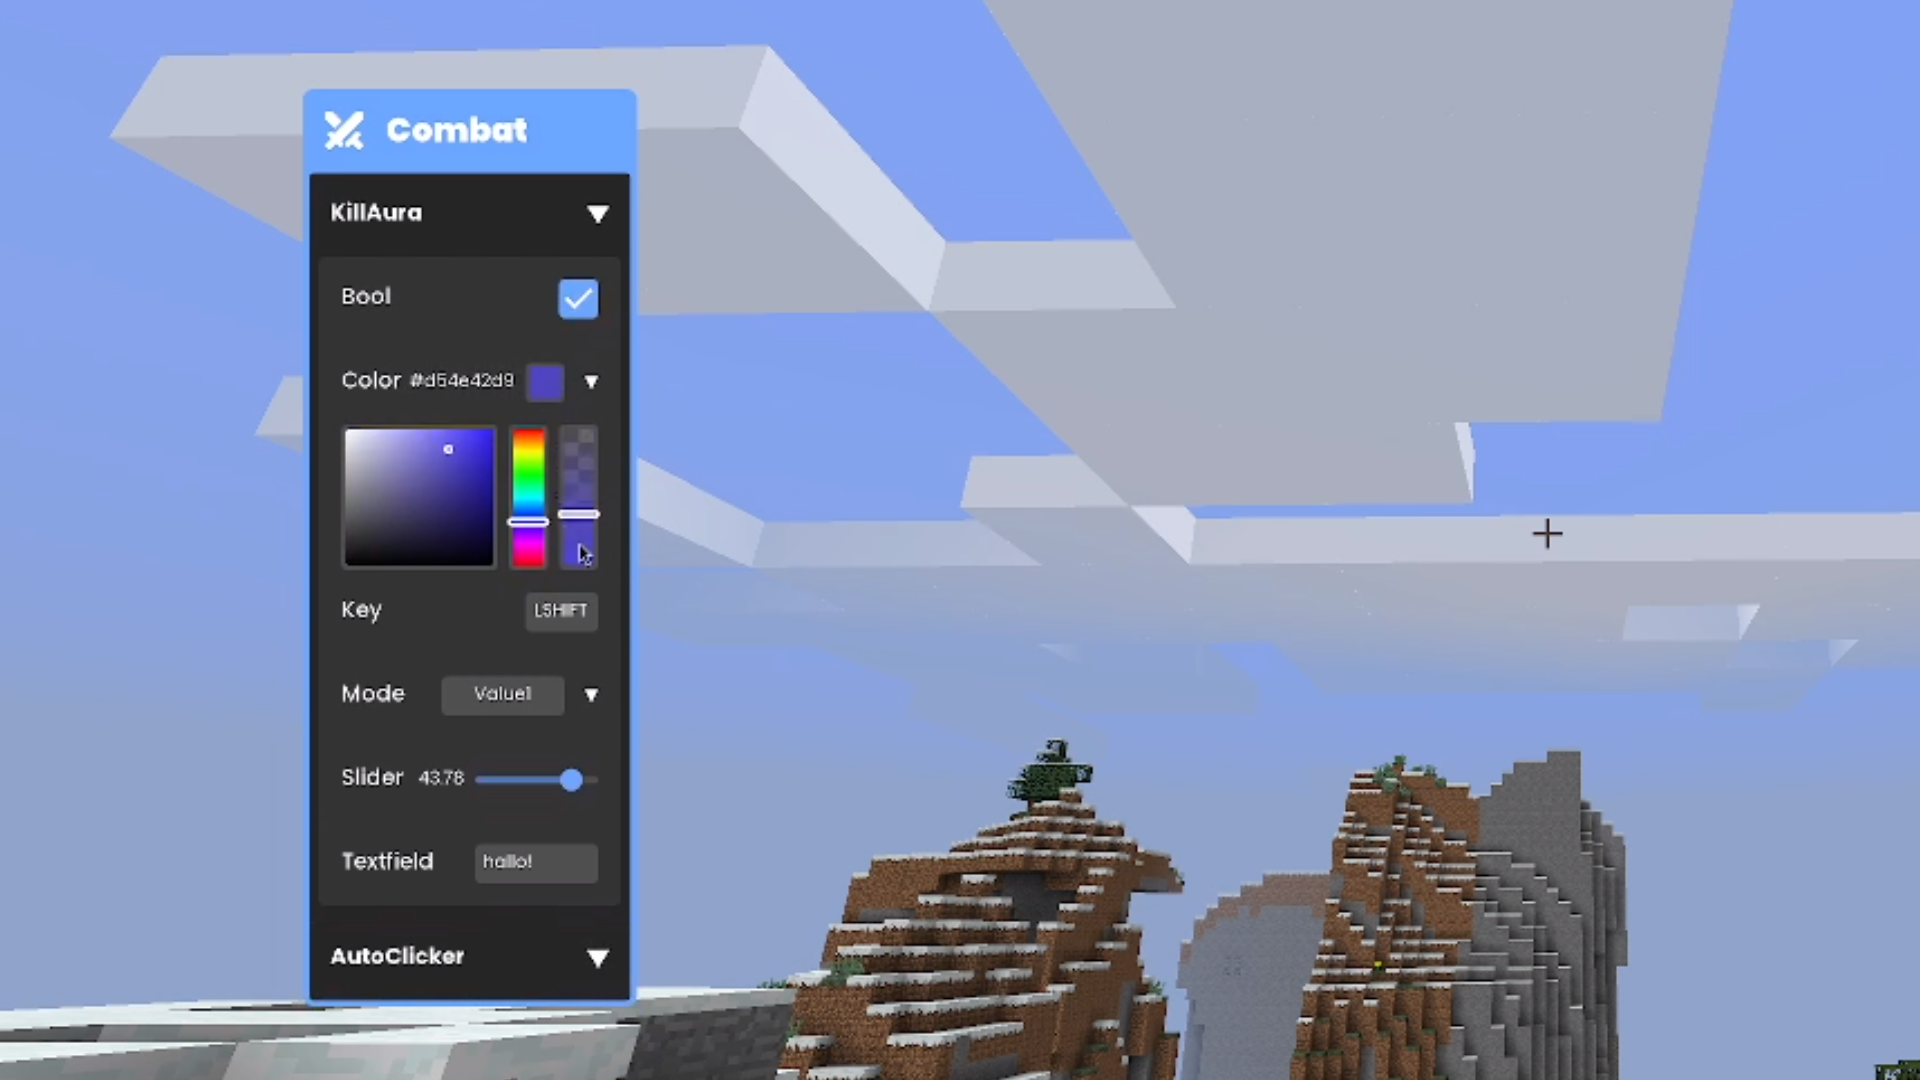 Combat
KillAura
Bool
Color #d54e42d9
Key LSHIFT
Mode Value1
Slider 43.78
Textfield hallo!
AutoClicker